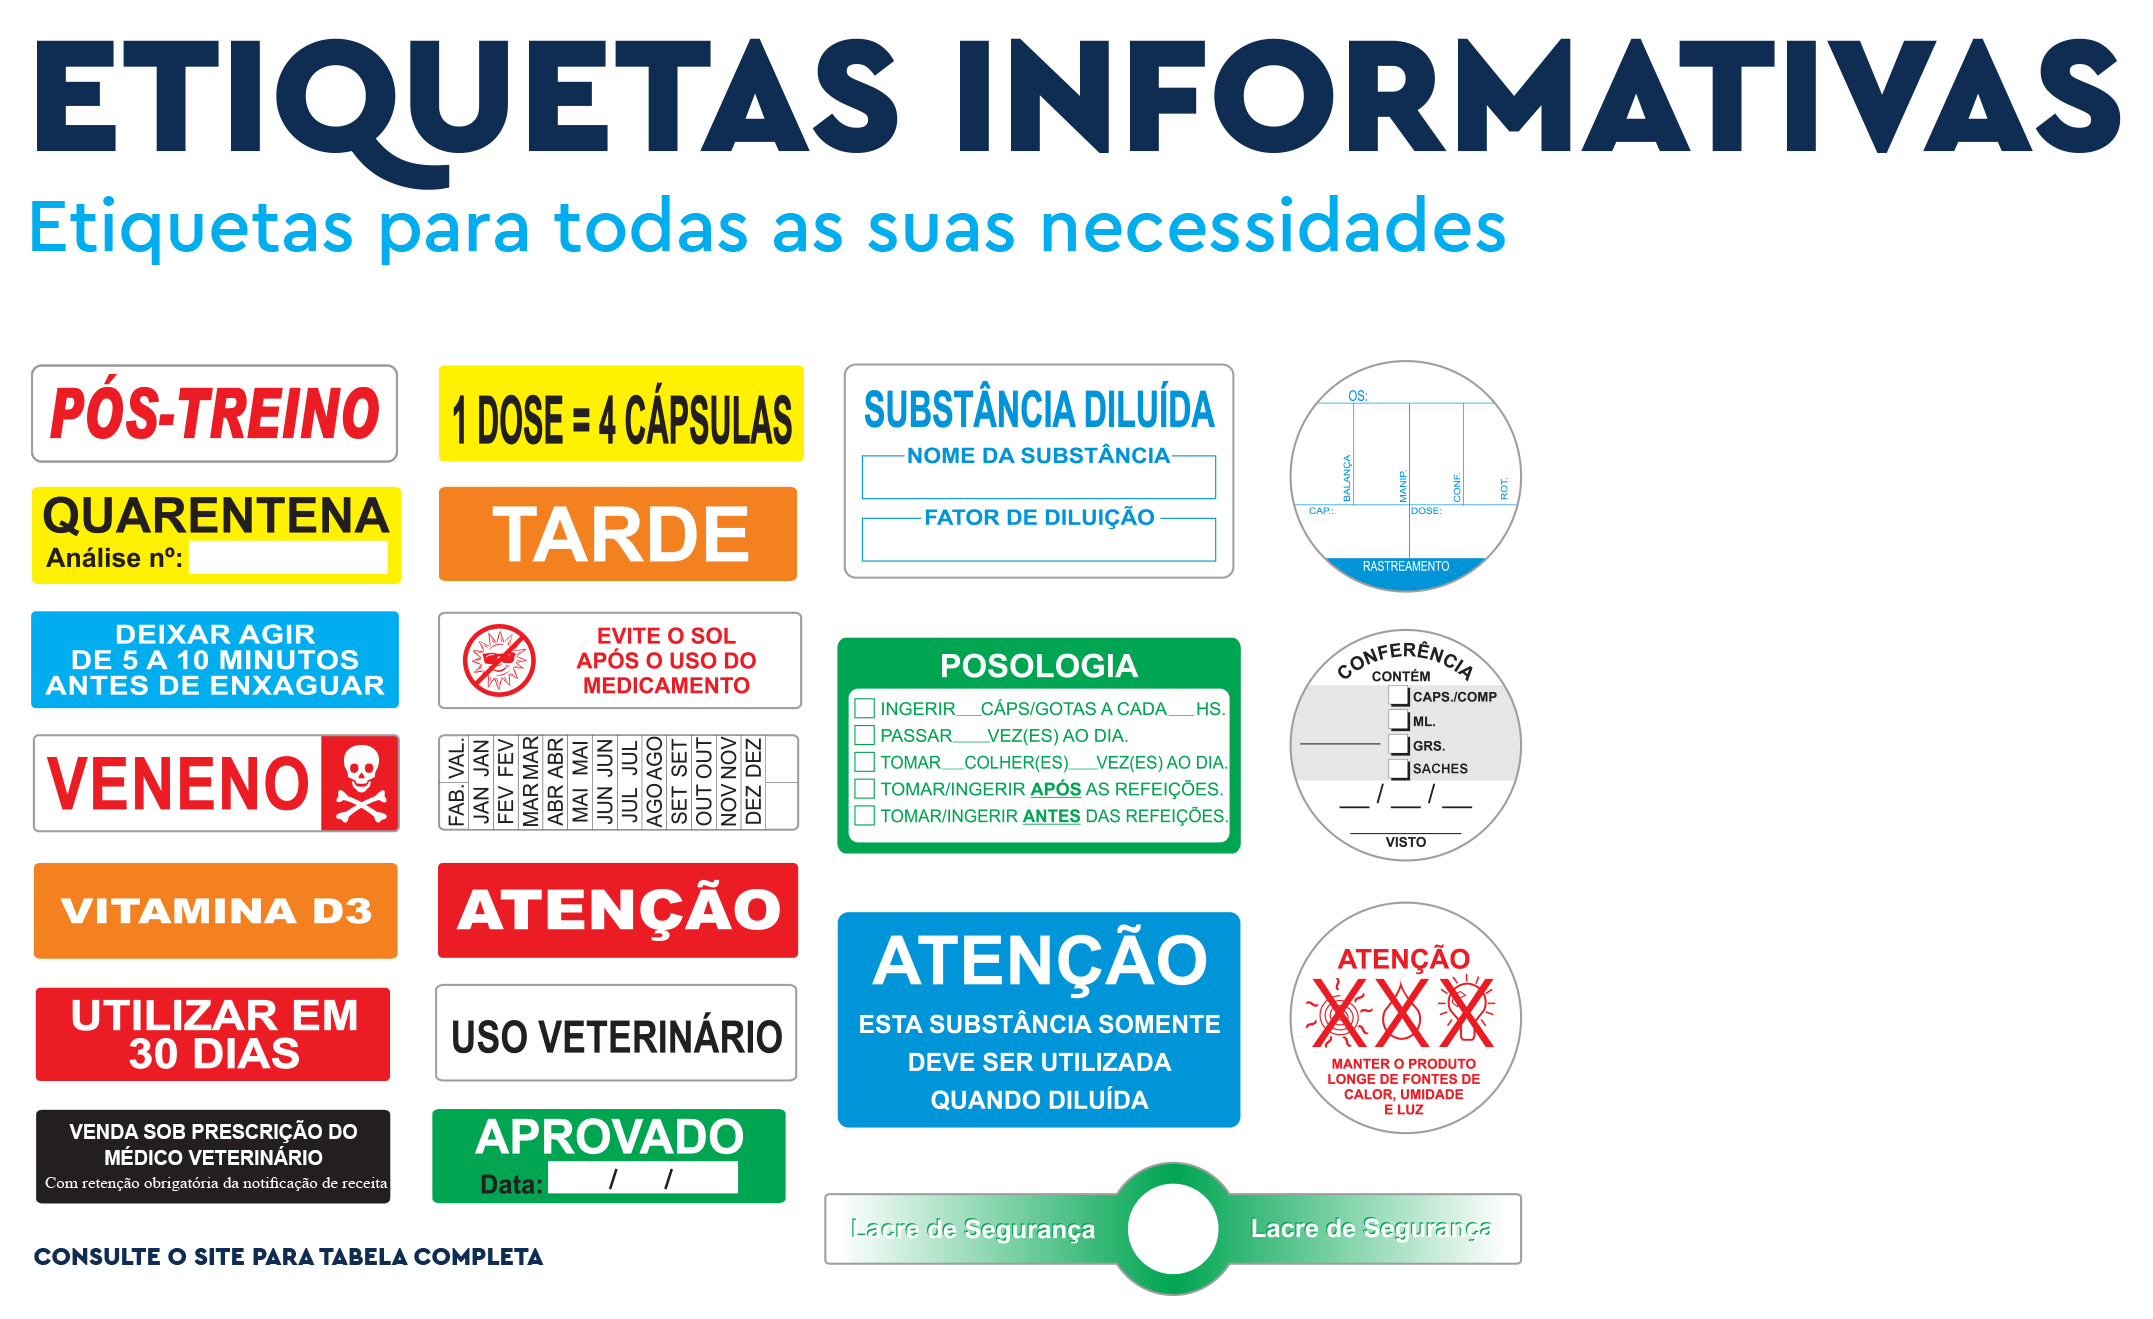 ETIQUETAS INFORMATIVAS
Etiquetas para todas as suas necessidades
PÓS-TREINO
QUARENTENA
Análise nº:
DEIXAR AGIR
DE 5 A 10 MINUTOS
ANTES DE ENXAGUAR
VENENO
VITAMINA D3
UTILIZAR EM
30 DIAS
VENDA SOB PRESCRIÇÃO DO
MÉDICO VETERINÁRIO
Com retenção obrigatória da notificação de receita
1 DOSE = 4 CÁPSULAS
TARDE
EVITE O SOL
APÓS O USO DO
MEDICAMENTO
FAB. VAL.
JAN JAN
FEV FEV
MAR MAR
ABR ABR
MAI MAI
JUN JUN
JUL JUL
AGO AGO
SET SET
OUT OUT
NOV NOV
DEZ DEZ
ATENÇÃO
USO VETERINÁRIO
APROVADO
Data: / /
SUBSTÂNCIA DILUÍDA
NOME DA SUBSTÂNCIA
FATOR DE DILUIÇÃO
POSOLOGIA
INGERIR__CÁPS/GOTAS A CADA__HS.
PASSAR___VEZ(ES) AO DIA.
TOMAR__COLHER(ES)___VEZ(ES) AO DIA.
TOMAR/INGERIR APÓS AS REFEIÇÕES.
TOMAR/INGERIR ANTES DAS REFEIÇÕES.
ATENÇÃO
ESTA SUBSTÂNCIA SOMENTE
DEVE SER UTILIZADA
QUANDO DILUÍDA
OS:
BALANÇA
MANIP.
CONF.
ROT.
CAP.: DOSE:
RASTREAMENTO
CONFERÊNCIA
CONTÉM
CAPS./COMP
ML.
GRS.
SACHES
__ / __ / __
VISTO
ATENÇÃO
MANTER O PRODUTO
LONGE DE FONTES DE
CALOR, UMIDADE
E LUZ
Lacre de Segurança Lacre de Segurança
CONSULTE O SITE PARA TABELA COMPLETA